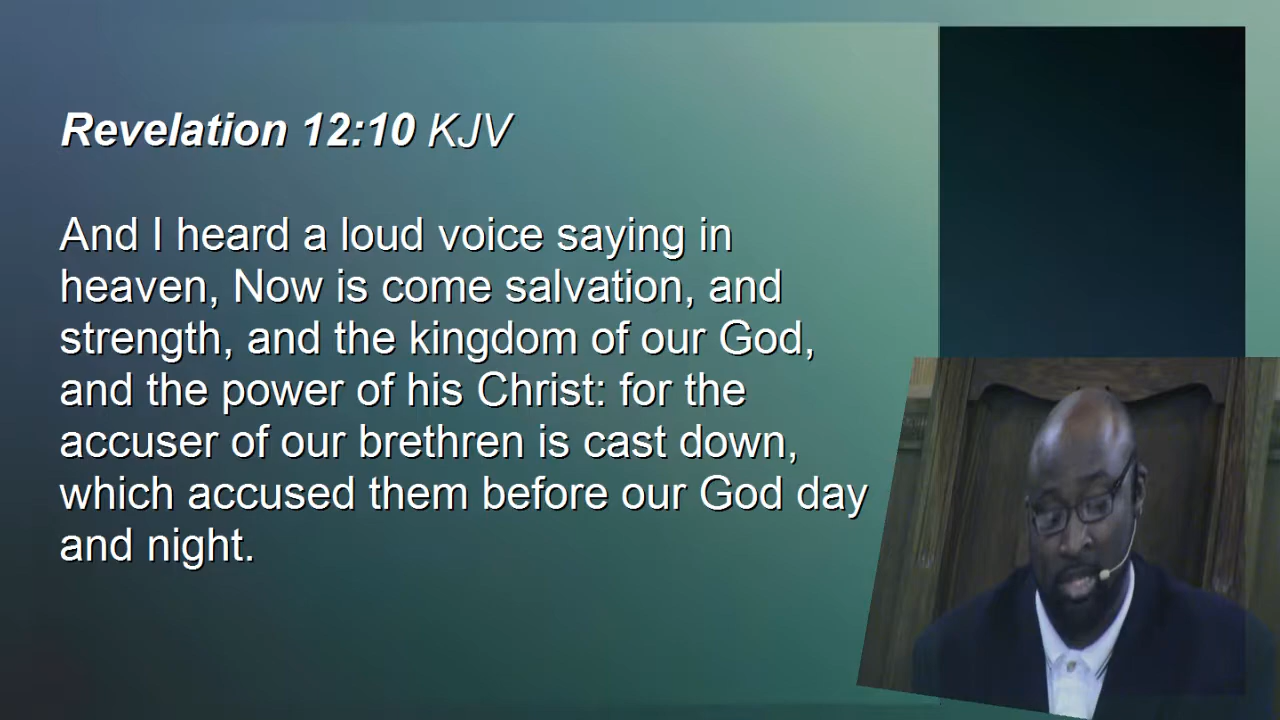 Revelation 12:10 KJV
And I heard a loud voice saying in
heaven, Now is come salvation, and
strength, and the kingdom of our God,
and the power of his Christ: for the
accuser of our brethren is cast down,
which accused them before our God day
and night.